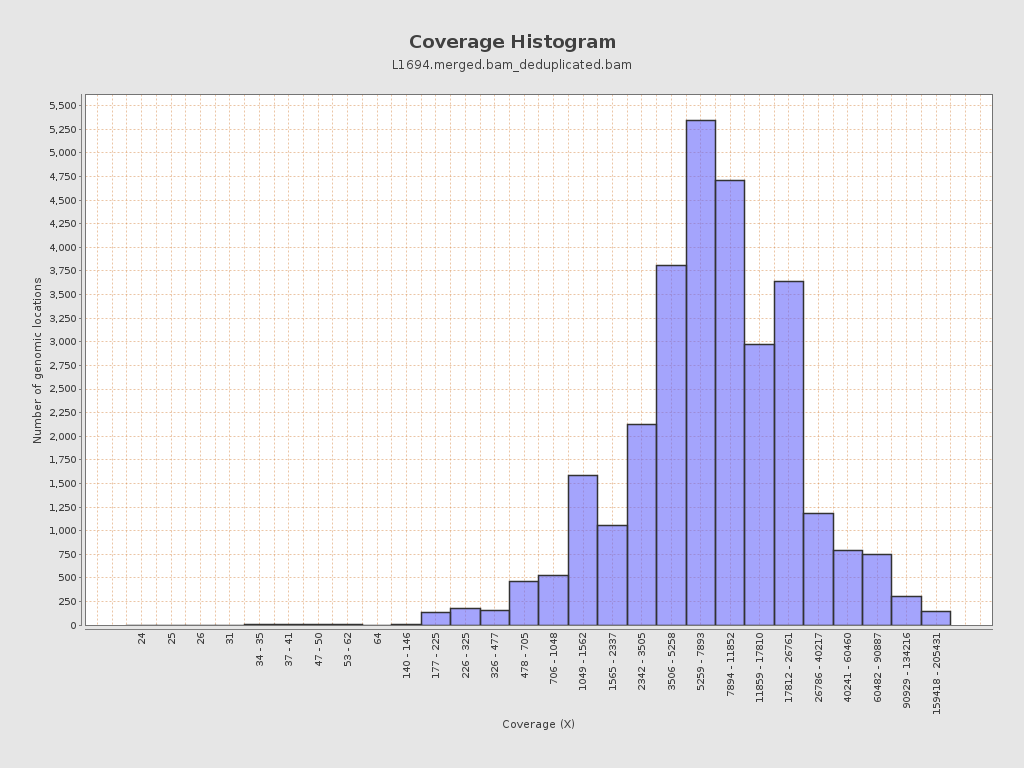 Coverage Histogram
L1694.merged.bam_deduplicated.bam
Number of genomic locations
5,500
5,250
5,000
4,750
4,500
4,250
4,000
3,750
3,500
3,250
3,000
2,750
2,500
2,250
2,000
1,750
1,500
1,250
1,000
750
500
250
0
24
25
26
31
34 - 35
37 - 41
47 - 50
53 - 62
64
140 - 146
177 - 225
226 - 325
326 - 477
478 - 705
706 - 1048
1049 - 1562
1565 - 2337
2342 - 3505
3506 - 5258
5259 - 7893
7894 - 11852
11859 - 17810
17812 - 26761
26786 - 40217
40241 - 60460
60482 - 90887
90929 - 134216
159418 - 205431
Coverage (X)